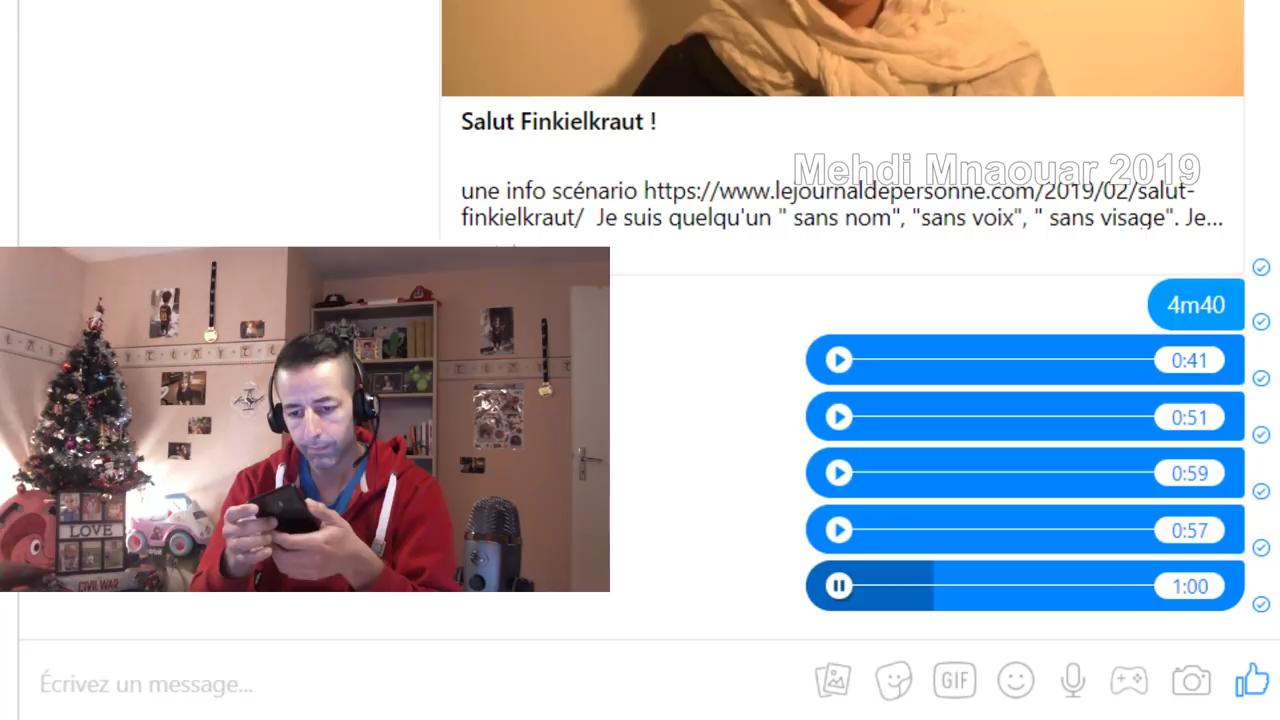 Salut Finkielkraut !
Mehdi Mnaouar 2019
une info scénario https://www.lejournaldepersonne.com/2019/02/salut-
finkielkraut/ Je suis quelqu'un " sans nom", "sans voix", " sans visage". Je...
4m40
0:41
0:51
0:59
0:57
1:00
LOVE
CIVIL WAR
Écrivez un message...
GIF